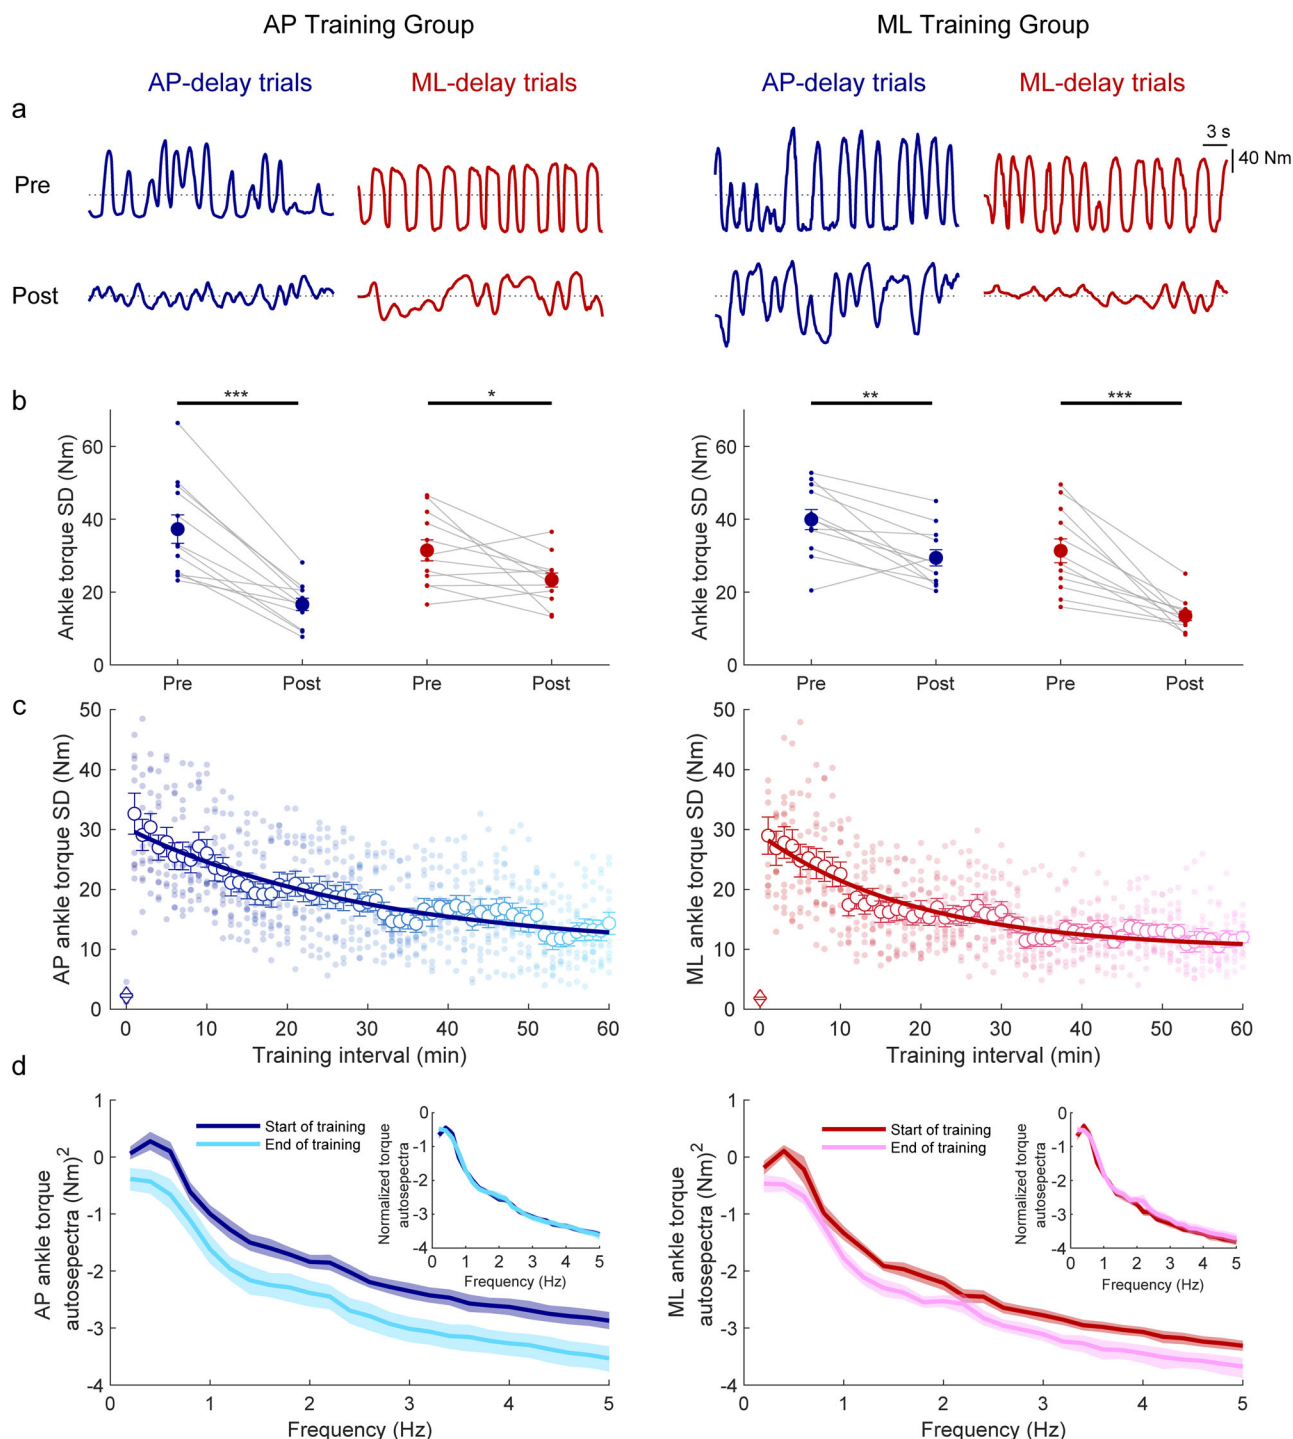 AP Training Group
ML Training Group
AP-delay trials
ML-delay trials
AP-delay trials
ML-delay trials
a
3 s
40 Nm
Pre
Post
b
***
*
**
***
Ankle torque SD (Nm)
60
40
20
0
Pre
Post
Pre
Post
Ankle torque SD (Nm)
60
40
20
0
Pre
Post
Pre
Post
c
AP ankle torque SD (Nm)
50
40
30
20
10
0
0
10
20
30
40
50
60
Training interval (min)
ML ankle torque SD (Nm)
50
40
30
20
10
0
0
10
20
30
40
50
60
Training interval (min)
d
AP ankle torque
autosepectra (Nm)²
1
0
-1
-2
-3
-4
0
1
2
3
4
5
Frequency (Hz)
Start of training
End of training
Normalized torque
autosepectra
0
-1
-2
-3
-4
0
1
2
3
4
5
Frequency (Hz)
ML ankle torque
autosepectra (Nm)²
1
0
-1
-2
-3
-4
0
1
2
3
4
5
Frequency (Hz)
Start of training
End of training
Normalized torque
autosepectra
0
-1
-2
-3
-4
0
1
2
3
4
5
Frequency (Hz)